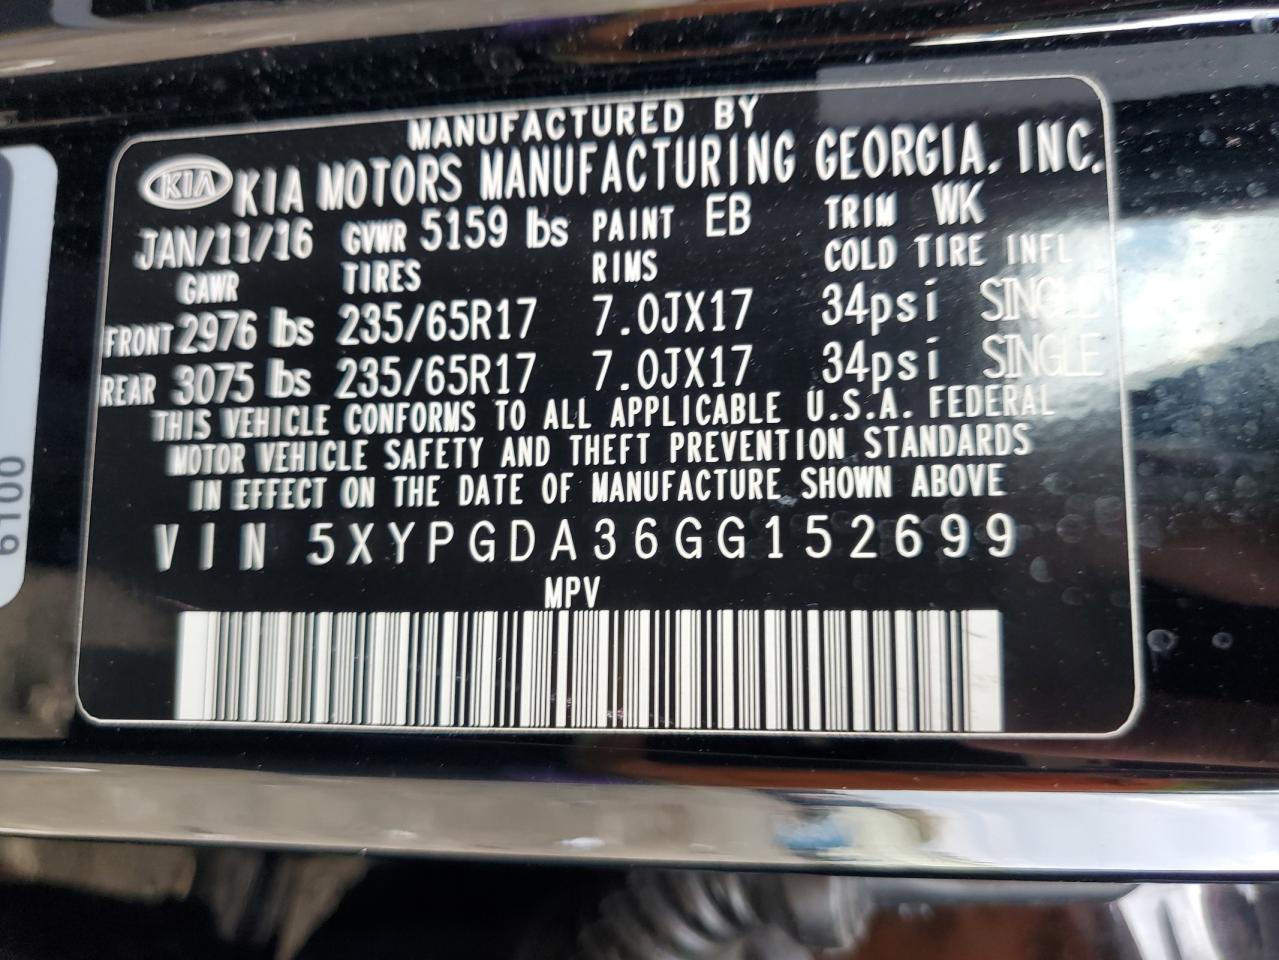 MANUFACTURED BY
KIA KIA MOTORS MANUFACTURING GEORGIA, INC.
JAN/11/16 GVWR 5159 lbs PAINT EB TRIM WK
GAWR TIRES RIMS COLD TIRE INFL
FRONT 2976 lbs 235/65R17 7.0JX17 34psi SINGLE
REAR 3075 lbs 235/65R17 7.0JX17 34psi SINGLE
THIS VEHICLE CONFORMS TO ALL APPLICABLE U.S.A. FEDERAL
MOTOR VEHICLE SAFETY AND THEFT PREVENTION STANDARDS
IN EFFECT ON THE DATE OF MANUFACTURE SHOWN ABOVE
VIN 5XYPGDA36GG152699
MPV